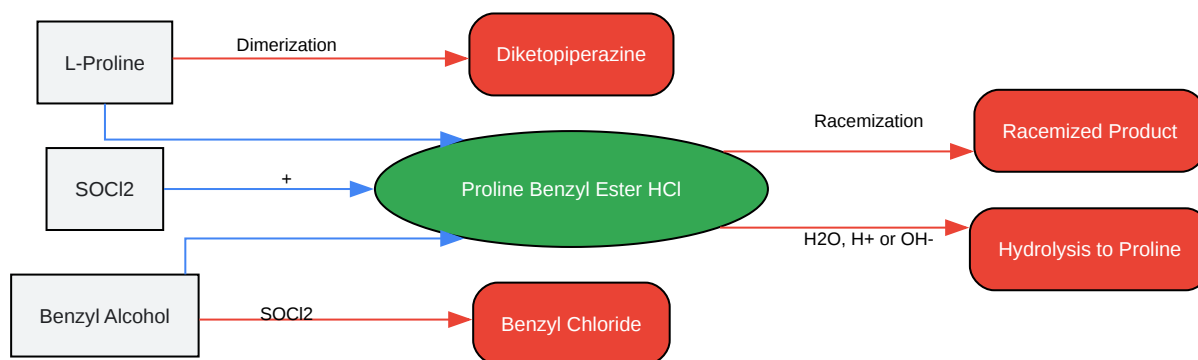 L-Proline
Dimerization
Diketopiperazine
SOCl2
+
Proline Benzyl Ester HCl
Racemization
Racemized Product
H2O, H+ or OH-
Hydrolysis to Proline
Benzyl Alcohol
SOCl2
Benzyl Chloride